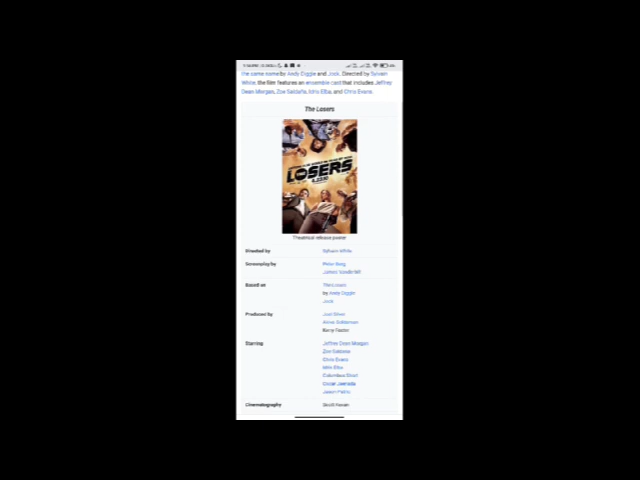 the same name by Andy Diggle and Jock. Directed by Sylvain
White, the film features an ensemble cast that includes Jeffrey
Dean Morgan, Zoe Saldaña, Idris Elba, and Chris Evans.
The Losers
LOSERS
Theatrical release poster
Directed by
Sylvain White
Screenplay by
Peter Berg
James Vanderbilt
Based on
The Losers
by Andy Diggle
Jock
Produced by
Joel Silver
Akiva Goldsman
Kerry Foster
Starring
Jeffrey Dean Morgan
Zoe Saldana
Chris Evans
Idris Elba
Columbus Short
Óscar Jaenada
Jason Patric
Cinematography
Scott Kevan